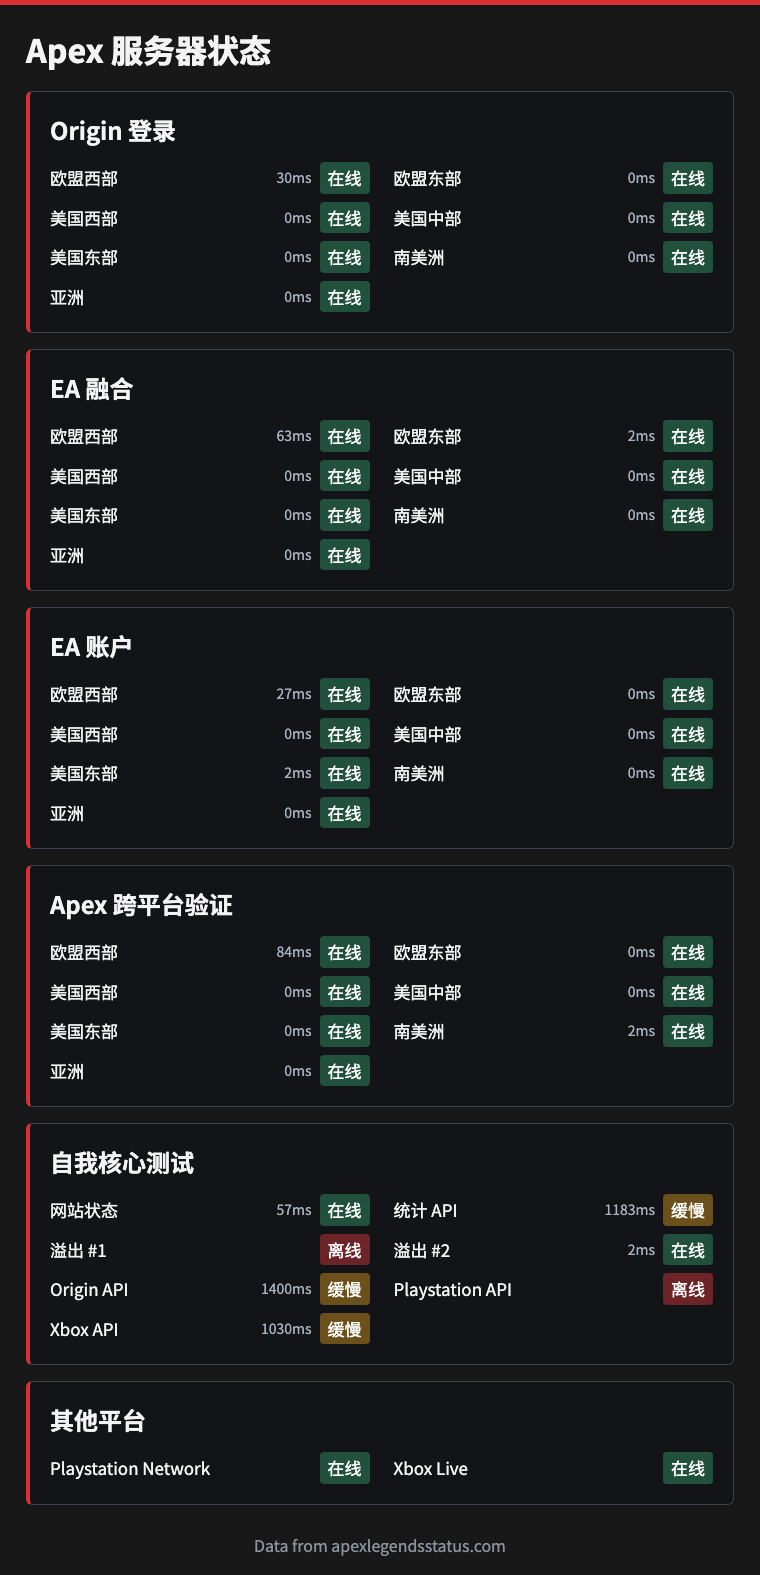 Apex 服务器状态
Origin 登录
欧盟西部 30ms 在线 欧盟东部 0ms 在线
美国西部 0ms 在线 美国中部 0ms 在线
美国东部 0ms 在线 南美洲 0ms 在线
亚洲 0ms 在线
EA 融合
欧盟西部 63ms 在线 欧盟东部 2ms 在线
美国西部 0ms 在线 美国中部 0ms 在线
美国东部 0ms 在线 南美洲 0ms 在线
亚洲 0ms 在线
EA 账户
欧盟西部 27ms 在线 欧盟东部 0ms 在线
美国西部 0ms 在线 美国中部 0ms 在线
美国东部 2ms 在线 南美洲 0ms 在线
亚洲 0ms 在线
Apex 跨平台验证
欧盟西部 84ms 在线 欧盟东部 0ms 在线
美国西部 0ms 在线 美国中部 0ms 在线
美国东部 0ms 在线 南美洲 2ms 在线
亚洲 0ms 在线
自我核心测试
网站状态 57ms 在线 统计 API 1183ms 缓慢
溢出 #1 离线 溢出 #2 2ms 在线
Origin API 1400ms 缓慢 Playstation API 离线
Xbox API 1030ms 缓慢
其他平台
Playstation Network 在线 Xbox Live 在线
Data from apexlegendsstatus.com